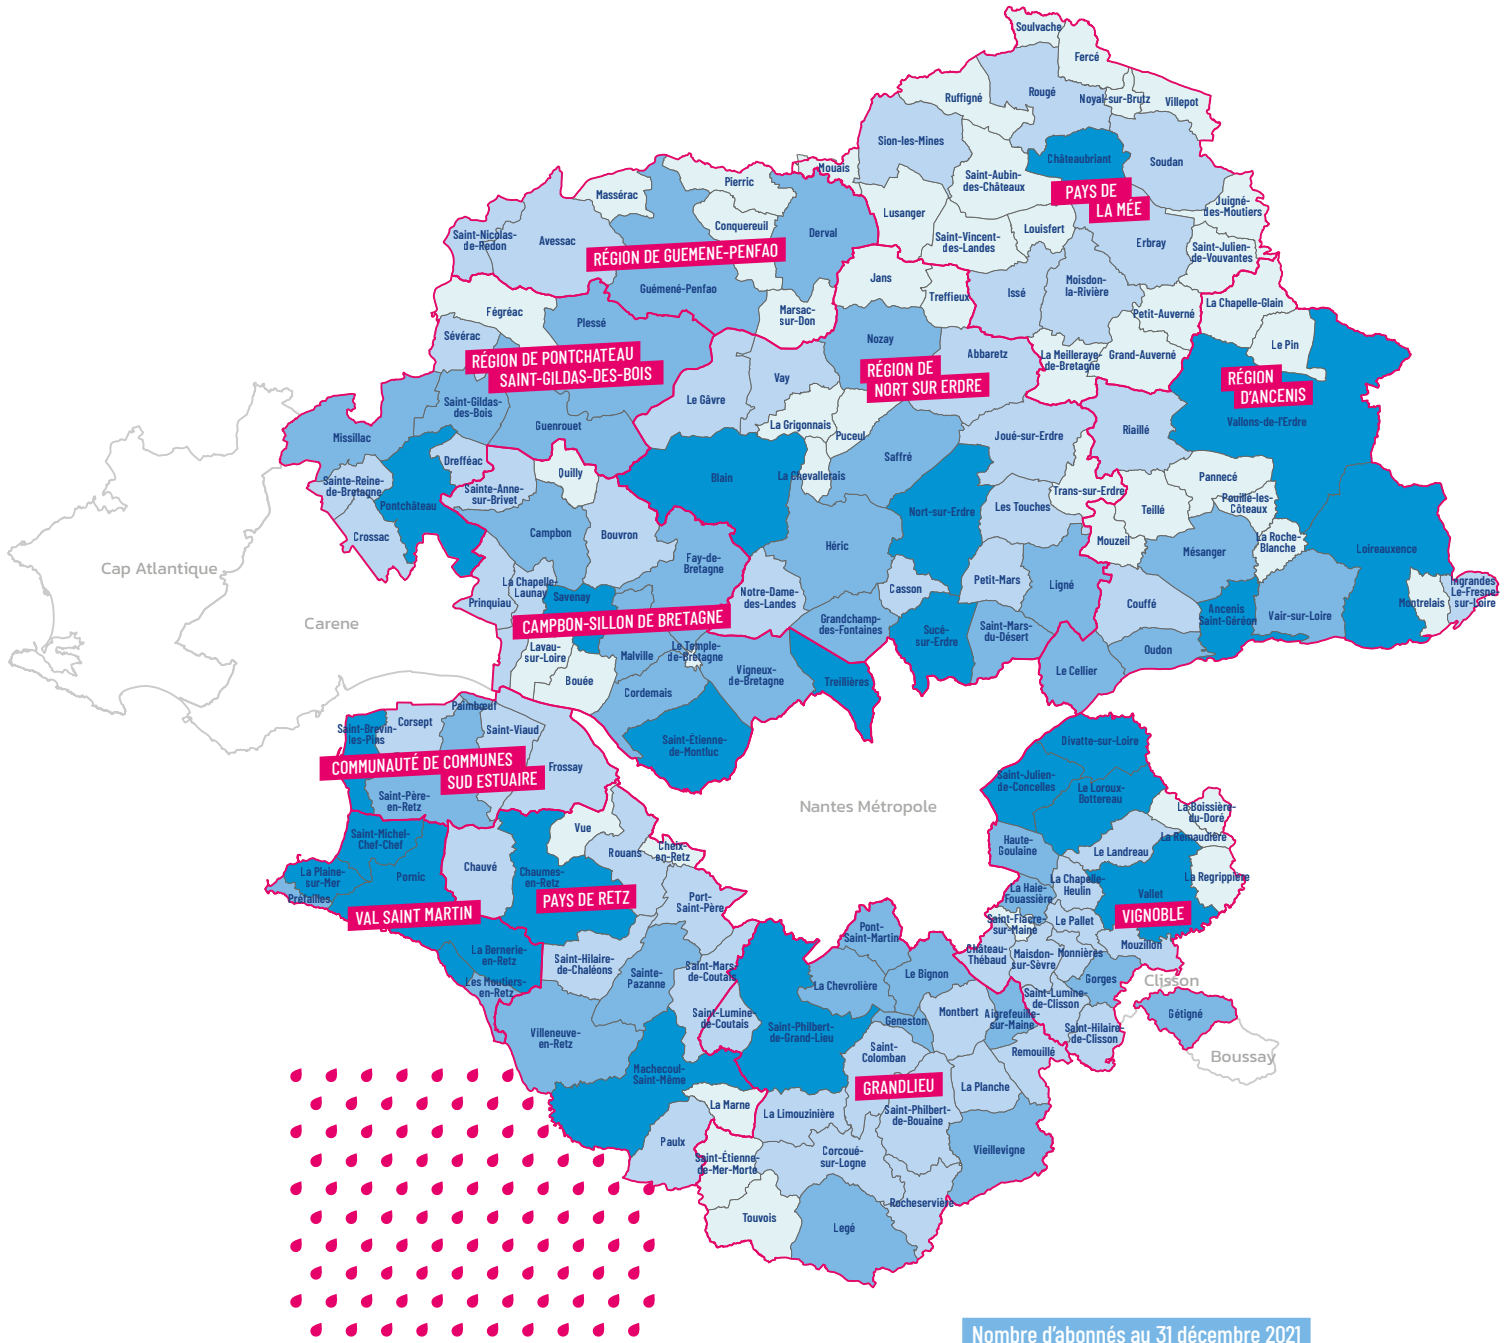 Soulvache
Fercé
Ruffigné
Rougé
Noyal-sur-Brutz
Villepot
Sion-les-Mines
Châteaubriant
Soudan
Mouais
Saint-Aubin-
des-Châteaux
PAYS DE
LA MÉE
Massérac
Pierric
Juigné-
des-Moutiers
Lusanger
Conquereuil
Louisfert
Saint-Nicolas-
de-Redon
Avessac
Derval
Saint-Vincent-
des-Landes
Erbray
Saint-Julien-
de-Vouvantes
RÉGION DE GUEMENE-PENFAO
Jans
Treffieux
Issé
Moisdon-
la-Rivière
Guémené-Penfao
La Chapelle-Glain
Fégréac
Marsac-
sur-Don
Petit-Auverné
Plessé
Sévérac
Nozay
Abbaretz
La Meilleraye-
de-Bretagne
Grand-Auverné
Le Pin
RÉGION DE PONTCHATEAU
SAINT-GILDAS-DES-BOIS
RÉGION DE
NORT SUR ERDRE
Vay
RÉGION
D'ANCENIS
Saint-Gildas-
des-Bois
Le Gâvre
Vallons-de-l'Erdre
Guenrouet
La Grigonnais
Puceul
Joué-sur-Erdre
Riaillé
Missillac
Saffré
Drefféac
Quilly
Blain
La Chevallerais
Pannecé
Sainte-Reine-
de-Bretagne
Sainte-Anne-
sur-Brivet
Trans-sur-Erdre
Pouillé-les-
Côteaux
Pontchâteau
Nort-sur-Erdre
Les Touches
Teillé
Crossac
Campbon
Bouvron
Héric
Mouzeil
Mésanger
La Roche-
Blanche
Loireauxence
Fay-de-
Bretagne
Cap Atlantique
La Chapelle-
Launay
Savenay
Notre-Dame-
des-Landes
Casson
Petit-Mars
Ligné
Couffé
Ancenis
Saint-Géréon
Vair-sur-Loire
Montrelais
Ingrandes
Le-Fresne-
sur-Loire
Prinquiau
Carene
CAMPBON-SILLON DE BRETAGNE
Grandchamp-
des-Fontaines
Sucé-
sur-Erdre
Saint-Mars-
du-Désert
Lavau-
sur-Loire
Malville
Le Temple-
de-Bretagne
Oudon
Bouée
Cordemais
Vigneux-
de-Bretagne
Treillières
Le Cellier
Paimbœuf
Saint-Brevin-
les-Pins
Corsept
Saint-Viaud
Saint-Étienne-
de-Montluc
Divatte-sur-Loire
COMMUNAUTÉ DE COMMUNES
SUD ESTUAIRE
Frossay
Saint-Julien-
de-Concelles
Le Loroux-
Bottereau
Saint-Père-
en-Retz
Nantes Métropole
La Boissière-
du-Doré
Saint-Michel-
Chef-Chef
Vue
Haute-
Goulaine
La Remaudière
Chauvé
Rouans
Cheix-
en-Retz
Le Landreau
La Plaine-
sur-Mer
Pornic
Chaumes-
en-Retz
La Chapelle-
Heulin
La Regrippière
Préfailles
PAYS DE RETZ
Port-
Saint-Père
La Haie-
Fouassière
Vallet
VAL SAINT MARTIN
VIGNOBLE
Pont-
Saint-Martin
Saint-Fiacre-
sur-Maine
Le Pallet
La Bernerie-
en-Retz
Saint-Hilaire-
de-Chaléons
Château-
Thébaud
Maisdon-
sur-Sèvre
Monnières
Mouzillon
Les Moutiers-
en-Retz
Sainte-
Pazanne
Saint-Mars-
de-Coutais
La Chevrolière
Le Bignon
Gorges
Clisson
Saint-Lumine-
de-Clisson
Villeneuve-
en-Retz
Saint-Lumine-
de-Coutais
Saint-Philbert-
de-Grand-Lieu
Geneston
Montbert
Aigrefeuille-
sur-Maine
Saint-Hilaire-
de-Clisson
Gétigné
Saint-
Colomban
Remouillé
Boussay
Machecoul-
Saint-Même
GRANDLIEU
La Planche
La Marne
La Limouzinière
Saint-Philbert-
de-Bouaine
Paulx
Corcoué-
sur-Logne
Vieillevigne
Saint-Étienne-
de-Mer-Morte
Rocheservière
Touvois
Legé
Nombre d'abonnés au 31 décembre 2021